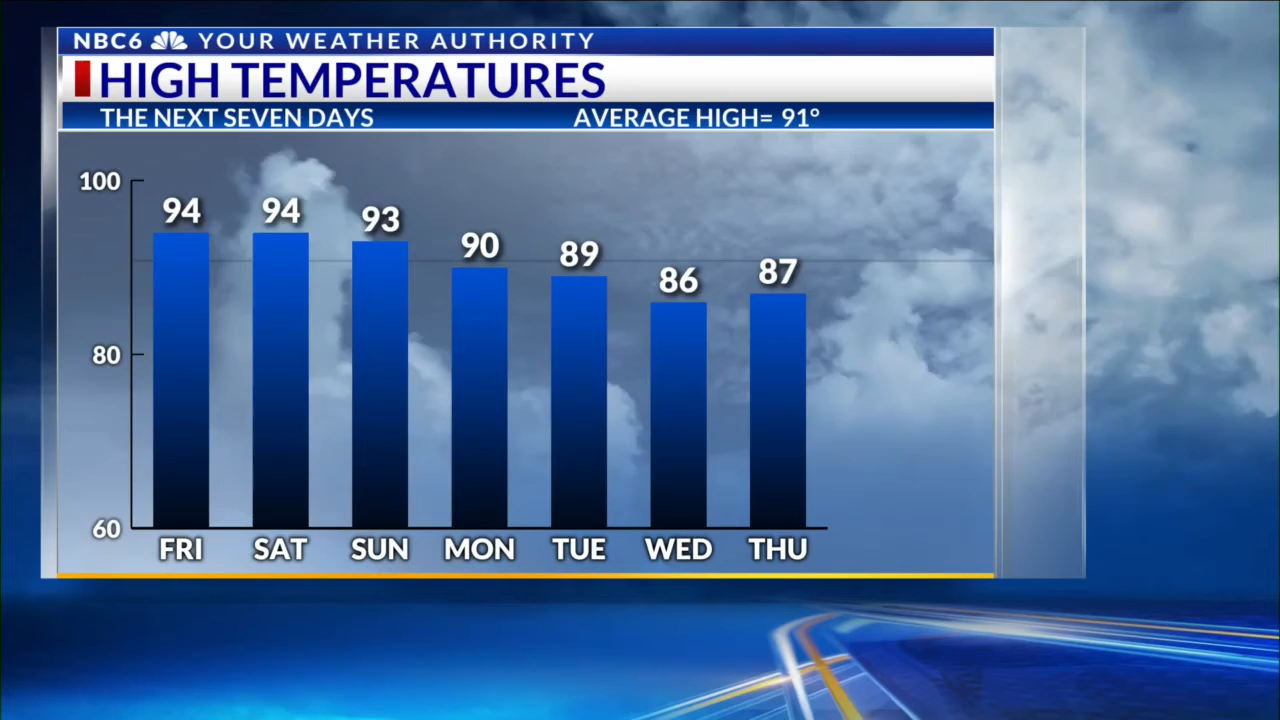 NBC6 YOUR WEATHER AUTHORITY
HIGH TEMPERATURES
THE NEXT SEVEN DAYS AVERAGE HIGH= 91°
100
94 94 93 90 89 86 87
80
60
FRI SAT SUN MON TUE WED THU